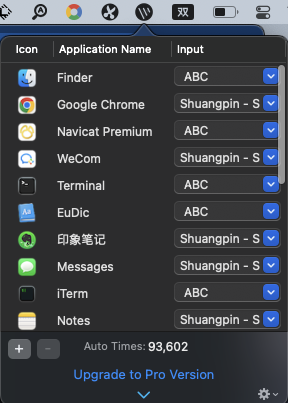 双
Icon Application Name Input
Finder ABC
Google Chrome Shuangpin - S
Navicat Premium ABC
WeCom Shuangpin - S
Terminal ABC
EuDic ABC
印象笔记 Shuangpin - S
Messages Shuangpin - S
iTerm ABC
Notes Shuangpin - S
+ −
Auto Times: 93,602
Upgrade to Pro Version